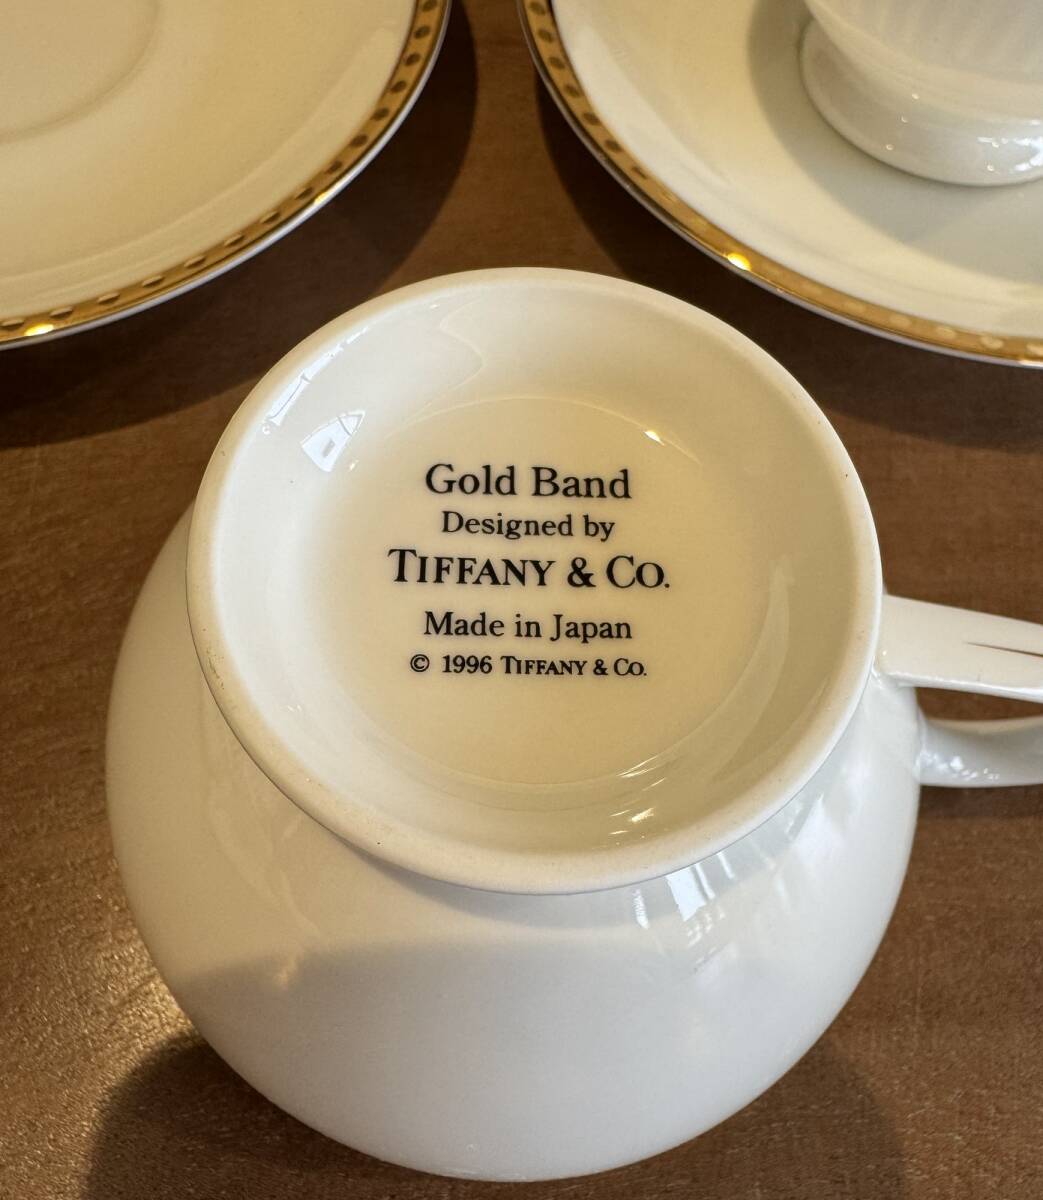 Gold Band
Designed by
TIFFANY & CO.
Made in Japan
© 1996 TIFFANY & CO.